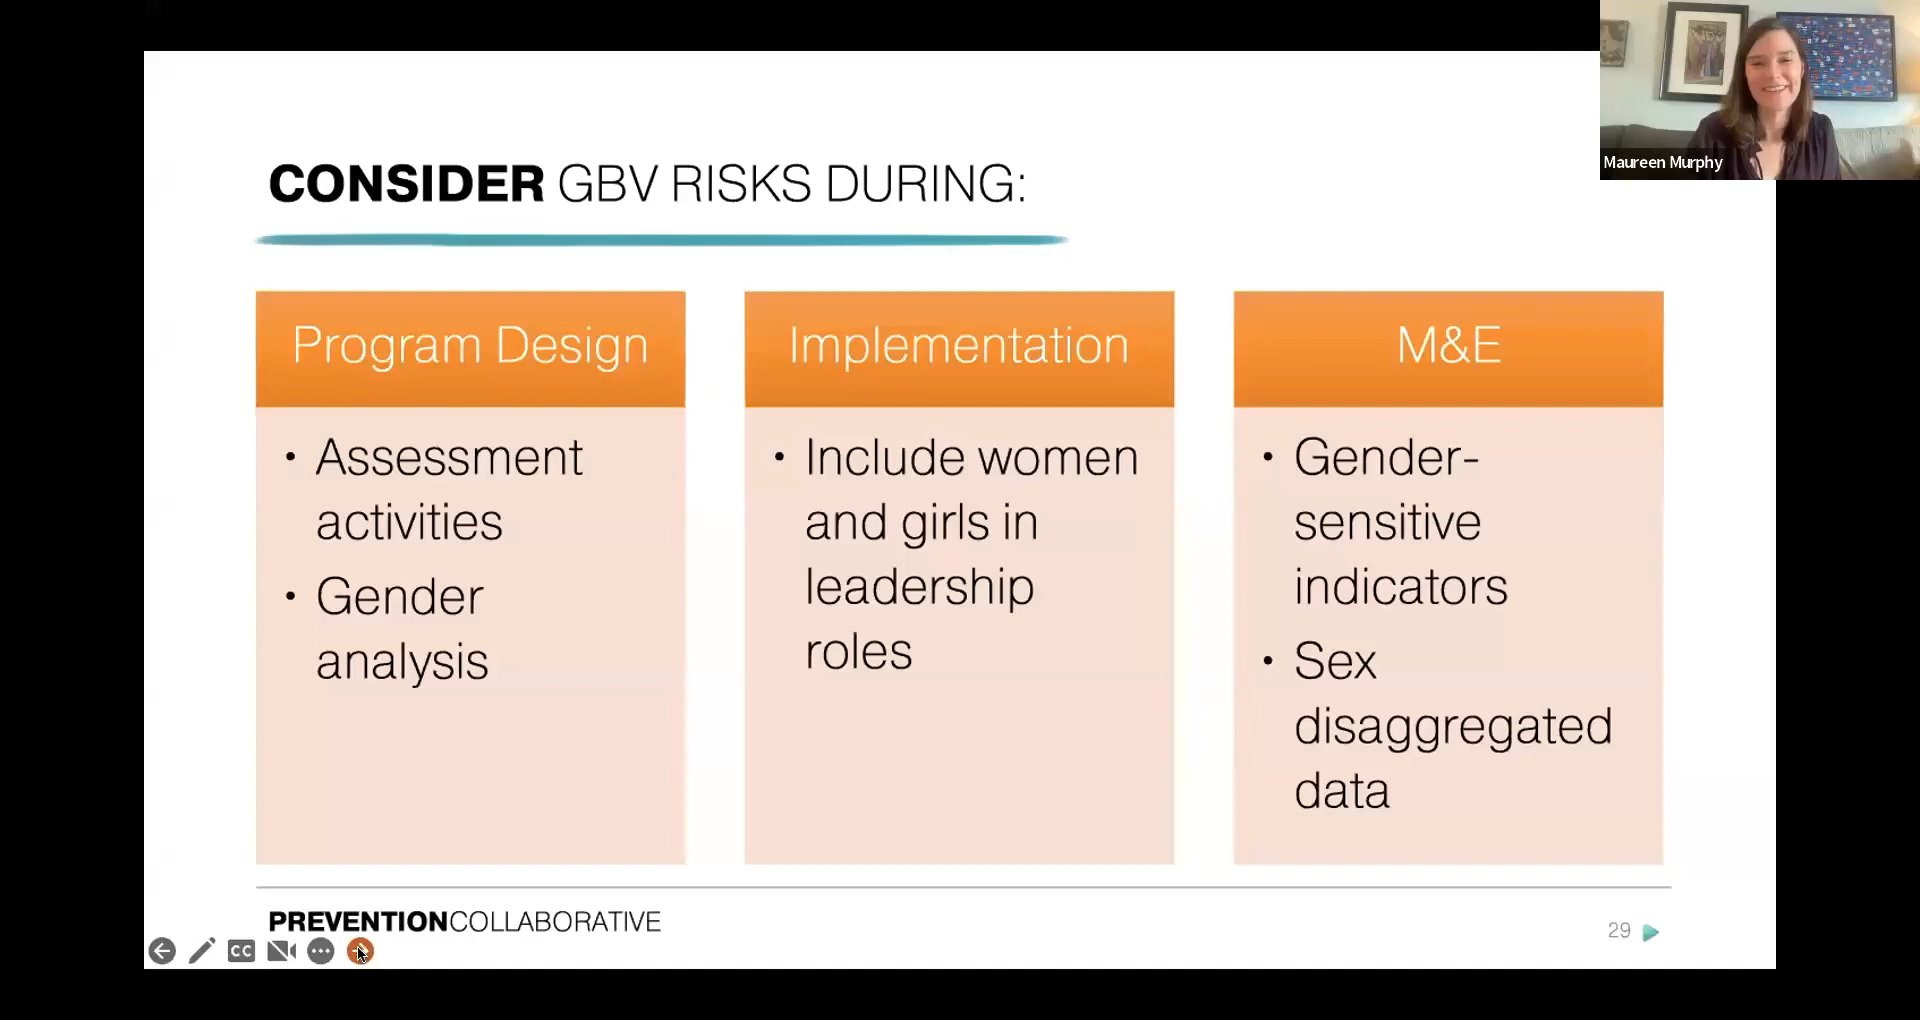 Maureen Murphy
CONSIDER GBV RISKS DURING:
Program Design
• Assessment
activities
• Gender
analysis
Implementation
• Include women
and girls in
leadership
roles
M&E
• Gender-
sensitive
indicators
• Sex
disaggregated
data
PREVENTIONCOLLABORATIVE
29
CC